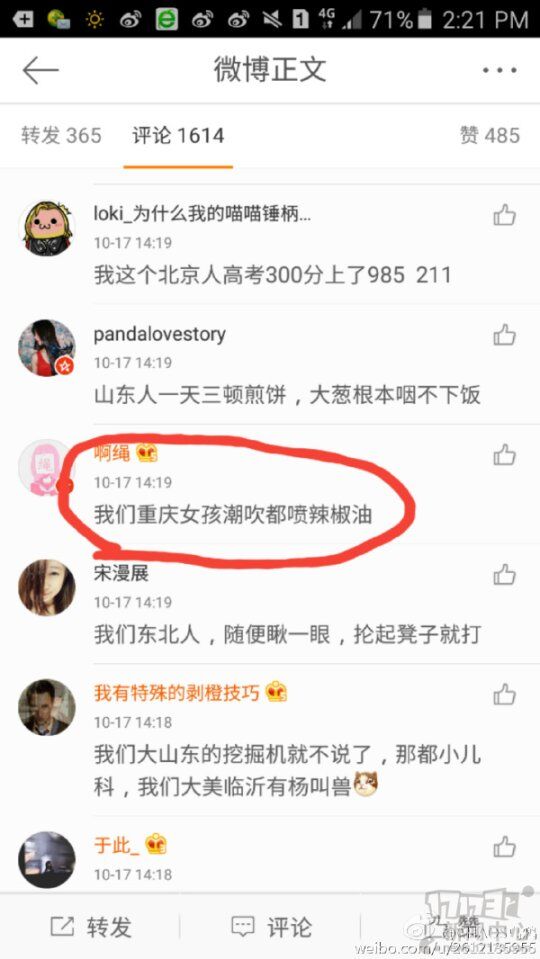 1
4G
71%
2:21 PM
微博正文
转发 365
评论 1614
赞 485
loki_为什么我的喵喵锤柄...
10-17 14:19
我这个北京人高考300分上了985 211
pandalovestory
10-17 14:19
山东人一天三顿煎饼，大葱根本咽不下饭
啊绳
10-17 14:19
我们重庆女孩潮吹都喷辣椒油
宋漫展
10-17 14:19
我们东北人，随便瞅一眼，抡起凳子就打
我有特殊的剥橙技巧
10-17 14:18
我们大山东的挖掘机就不说了，那都小儿
科，我们大美临沂有杨叫兽
于此_
10-17 14:18
转发
评论
weibo.com/u/2612135955